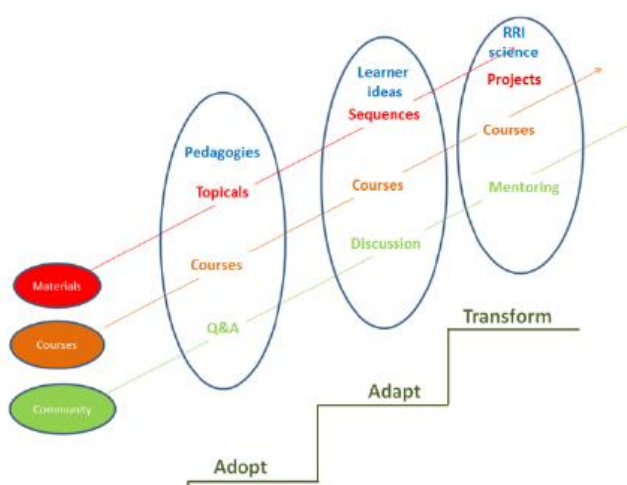 RRI
science
Projects
Courses
Mentoring
Learner
ideas
Sequences
Courses
Discussion
Pedagogies
Topicals
Courses
Q&A
Materials
Courses
Community
Transform
Adapt
Adopt